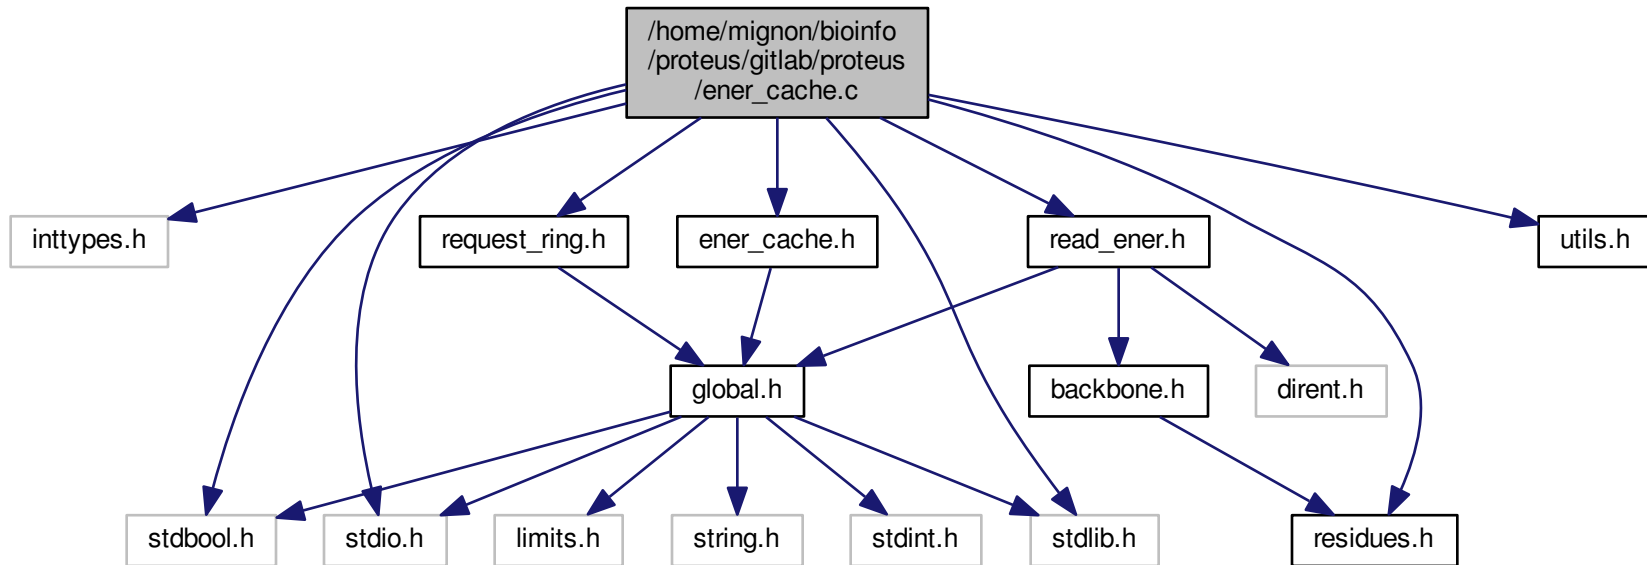 /home/mignon/bioinfo
/proteus/gitlab/proteus
/ener_cache.c
inttypes.h
request_ring.h
ener_cache.h
read_ener.h
utils.h
global.h
backbone.h
dirent.h
stdbool.h
stdio.h
limits.h
string.h
stdint.h
stdlib.h
residues.h